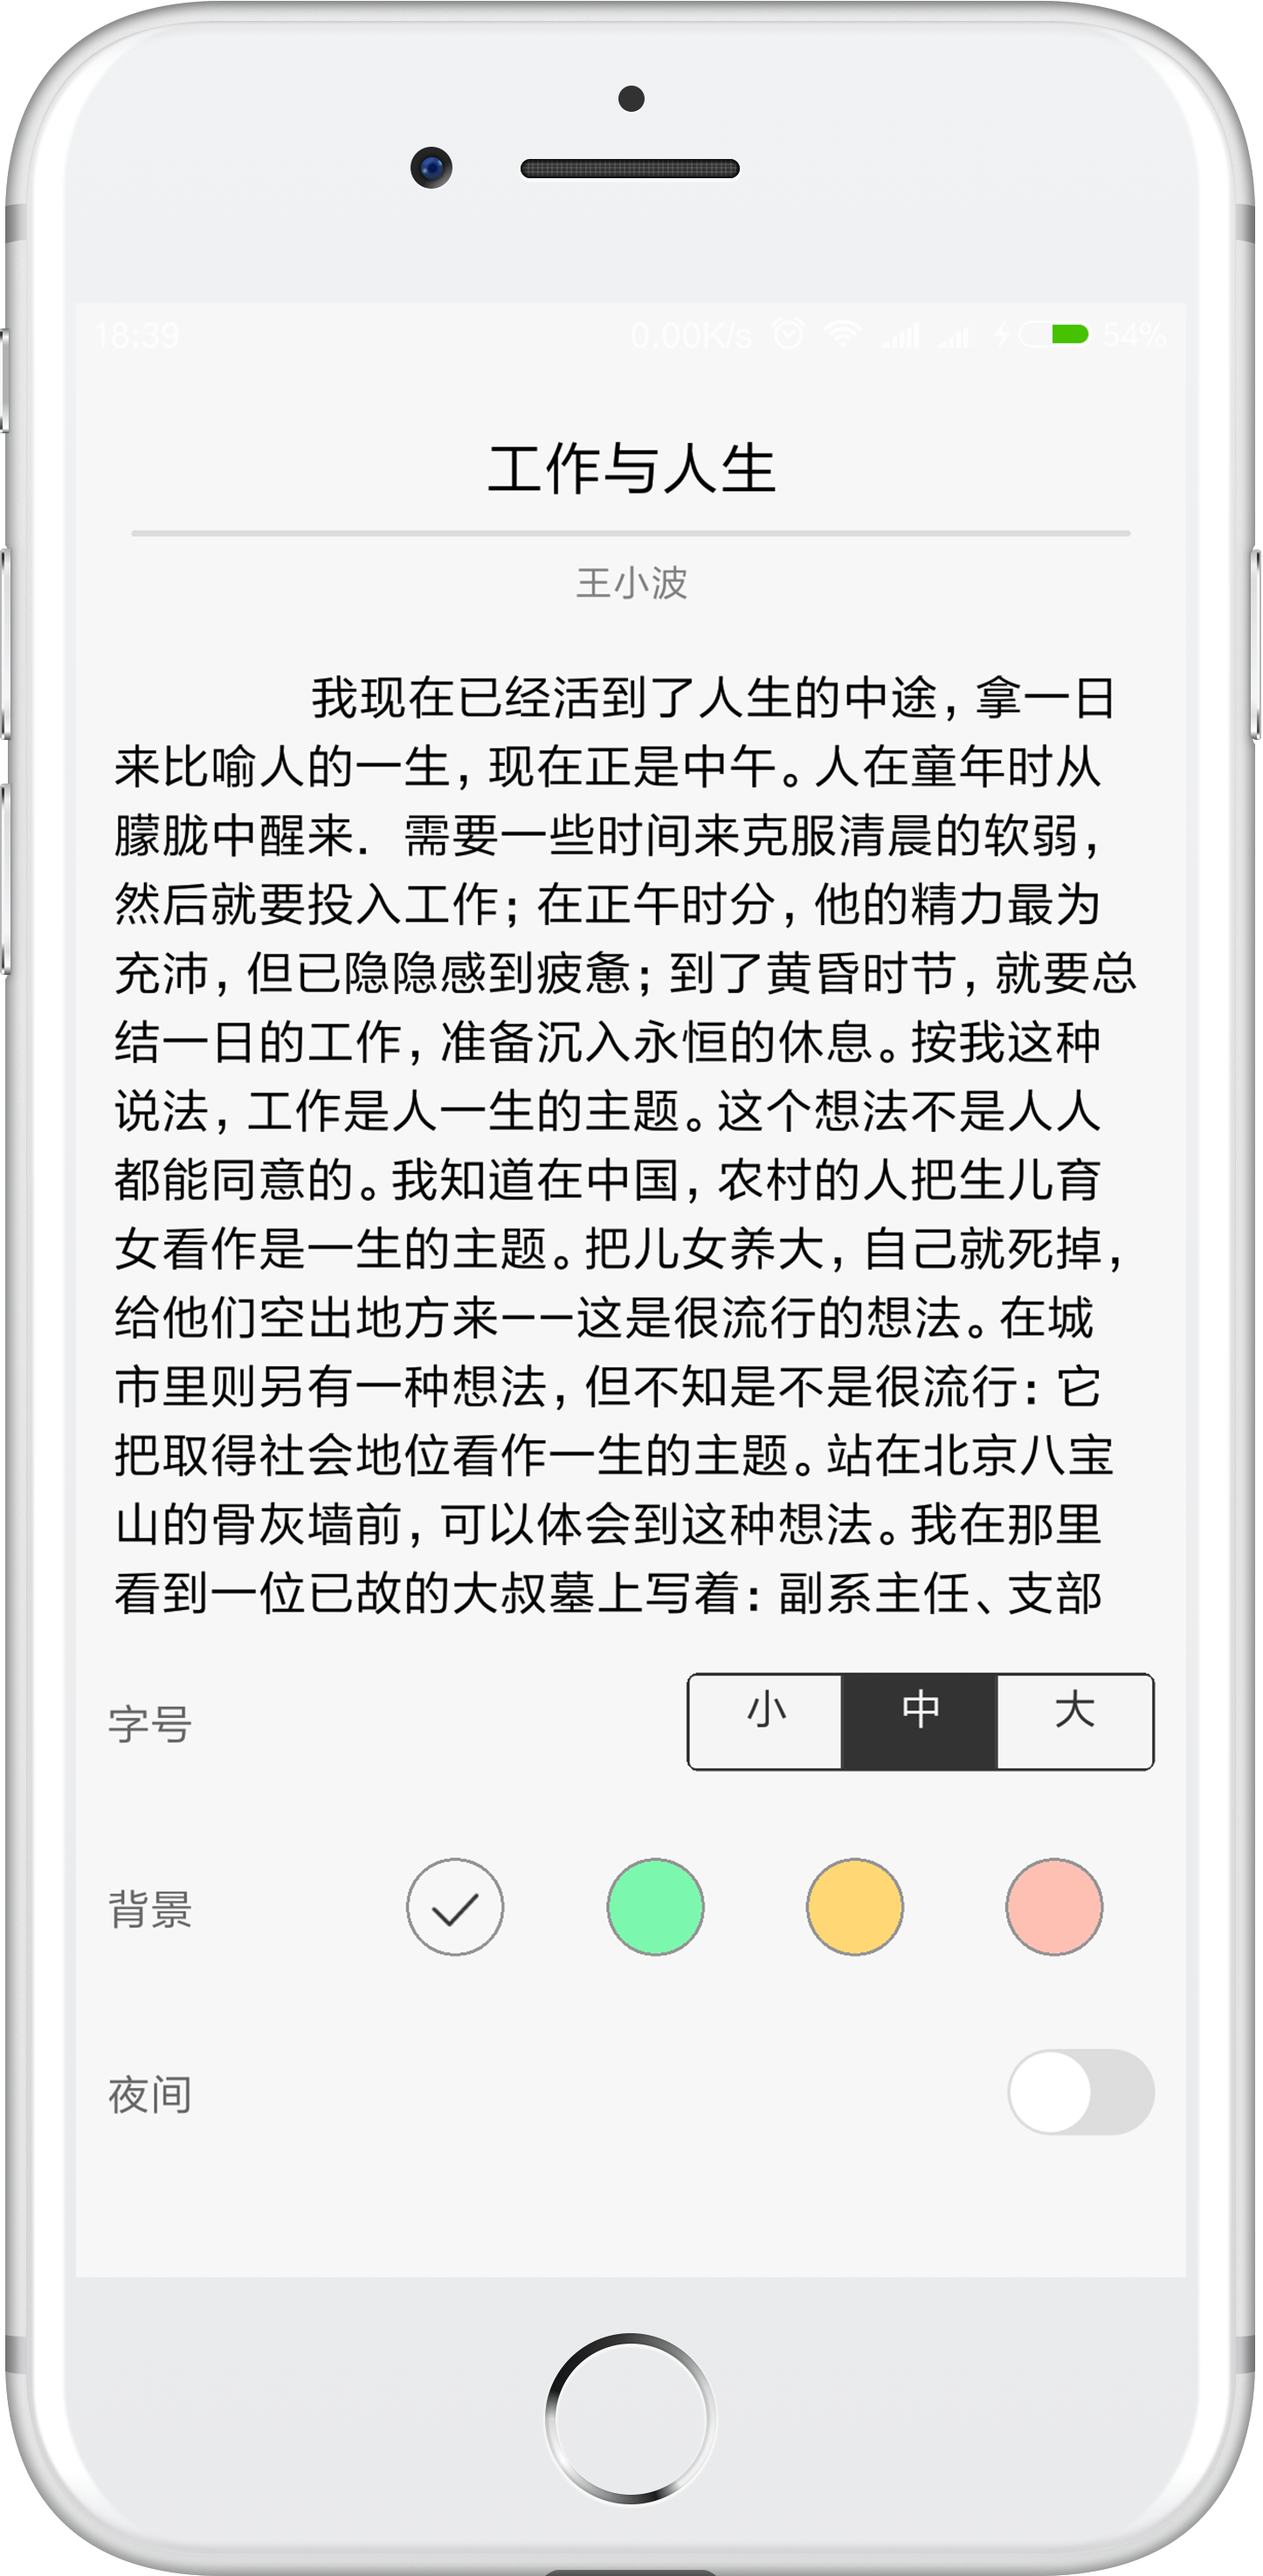 18:39 0.00K/s 54%
工作与人生
王小波
我现在已经活到了人生的中途，拿一日
来比喻人的一生，现在正是中午。人在童年时从
朦胧中醒来．需要一些时间来克服清晨的软弱，
然后就要投入工作；在正午时分，他的精力最为
充沛，但已隐隐感到疲惫；到了黄昏时节，就要总
结一日的工作，准备沉入永恒的休息。按我这种
说法，工作是人一生的主题。这个想法不是人人
都能同意的。我知道在中国，农村的人把生儿育
女看作是一生的主题。把儿女养大，自己就死掉，
给他们空出地方来——这是很流行的想法。在城
市里则另有一种想法，但不知是不是很流行：它
把取得社会地位看作一生的主题。站在北京八宝
山的骨灰墙前，可以体会到这种想法。我在那里
看到一位已故的大叔墓上写着：副系主任、支部
字号 小 中 大
背景
夜间